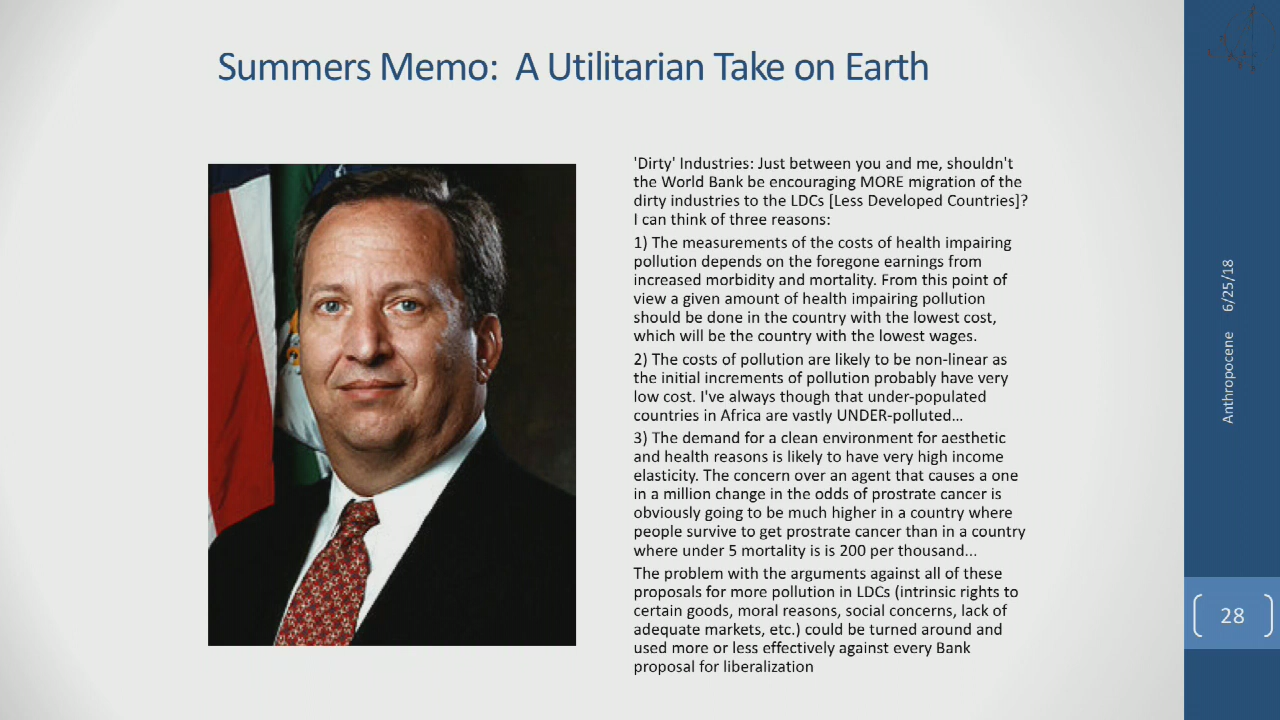 Summers Memo: A Utilitarian Take on Earth
'Dirty' Industries: Just between you and me, shouldn't
the World Bank be encouraging MORE migration of the
dirty industries to the LDCs [Less Developed Countries]?
I can think of three reasons:
1) The measurements of the costs of health impairing
pollution depends on the foregone earnings from
increased morbidity and mortality. From this point of
view a given amount of health impairing pollution
should be done in the country with the lowest cost,
which will be the country with the lowest wages.
2) The costs of pollution are likely to be non-linear as
the initial increments of pollution probably have very
low cost. I've always though that under-populated
countries in Africa are vastly UNDER-polluted...
3) The demand for a clean environment for aesthetic
and health reasons is likely to have very high income
elasticity. The concern over an agent that causes a one
in a million change in the odds of prostrate cancer is
obviously going to be much higher in a country where
people survive to get prostrate cancer than in a country
where under 5 mortality is is 200 per thousand...
The problem with the arguments against all of these
proposals for more pollution in LDCs (intrinsic rights to
certain goods, moral reasons, social concerns, lack of
adequate markets, etc.) could be turned around and
used more or less effectively against every Bank
proposal for liberalization
Anthropocene 6/25/18
28